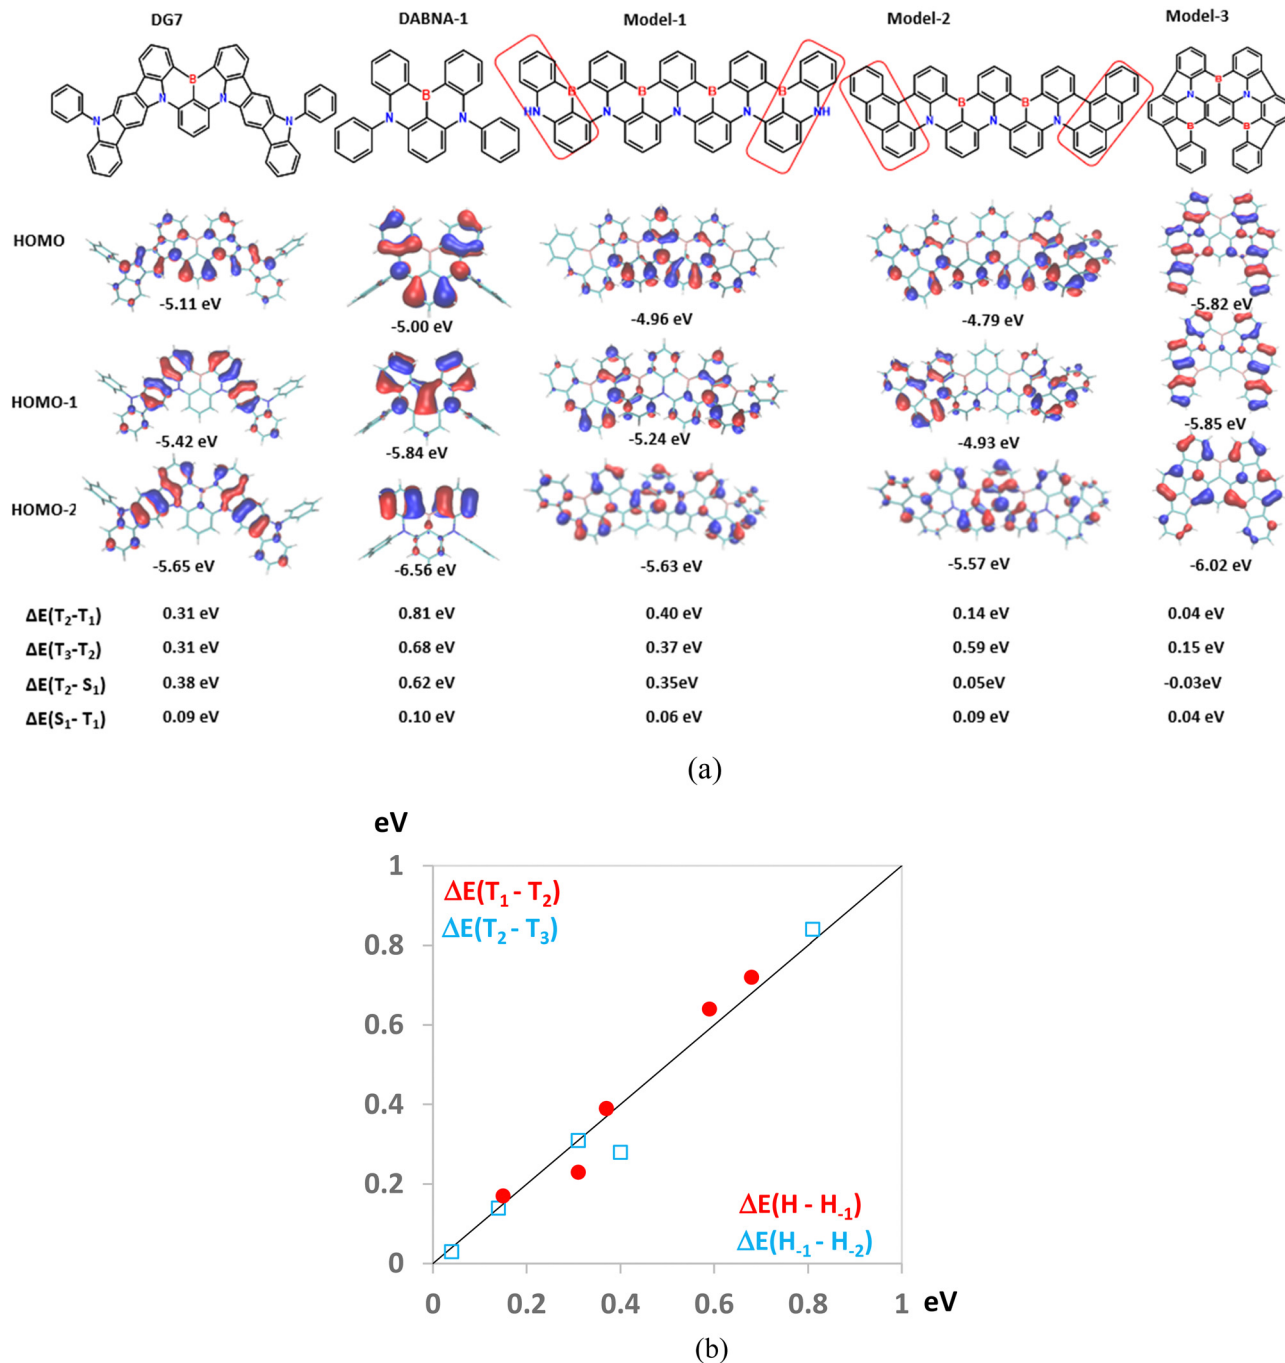 DG7 DABNA-1 Model-1 Model-2 Model-3
B N N N N
B N N
B B B B HN N N N NH
B B N N N
B N N B B
HOMO
-5.11 eV -5.00 eV -4.96 eV -4.79 eV -5.82 eV
HOMO-1
-5.42 eV -5.84 eV -5.24 eV -4.93 eV -5.85 eV
HOMO-2
-5.65 eV -6.56 eV -5.63 eV -5.57 eV -6.02 eV
ΔE(T2-T1) 0.31 eV 0.81 eV 0.40 eV 0.14 eV 0.04 eV
ΔE(T3-T2) 0.31 eV 0.68 eV 0.37 eV 0.59 eV 0.15 eV
ΔE(T2- S1) 0.38 eV 0.62 eV 0.35eV 0.05eV -0.03eV
ΔE(S1- T1) 0.09 eV 0.10 eV 0.06 eV 0.09 eV 0.04 eV
(a)
eV
1
ΔE(T1 - T2)
ΔE(T2 - T3)
0.8
0.6
0.4
0.2
ΔE(H - H-1)
ΔE(H-1 - H-2)
0
0 0.2 0.4 0.6 0.8 1 eV
(b)